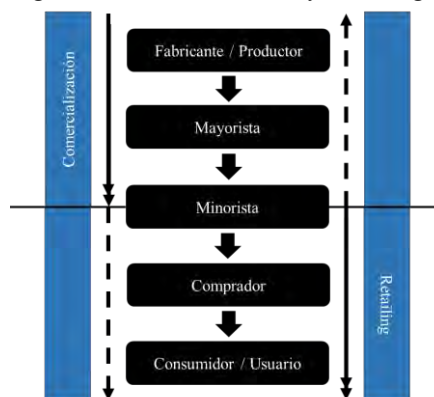 Comercialización
Fabricante / Productor
Mayorista
Minorista
Comprador
Consumidor / Usuario
Retailing